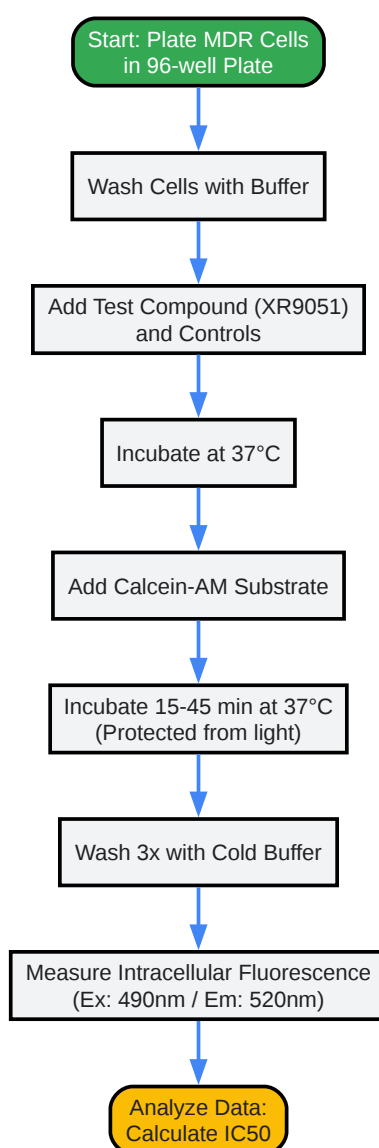 Start: Plate MDR Cells
in 96-well Plate
Wash Cells with Buffer
Add Test Compound (XR9051)
and Controls
Incubate at 37°C
Add Calcein-AM Substrate
Incubate 15-45 min at 37°C
(Protected from light)
Wash 3x with Cold Buffer
Measure Intracellular Fluorescence
(Ex: 490nm / Em: 520nm)
Analyze Data:
Calculate IC50